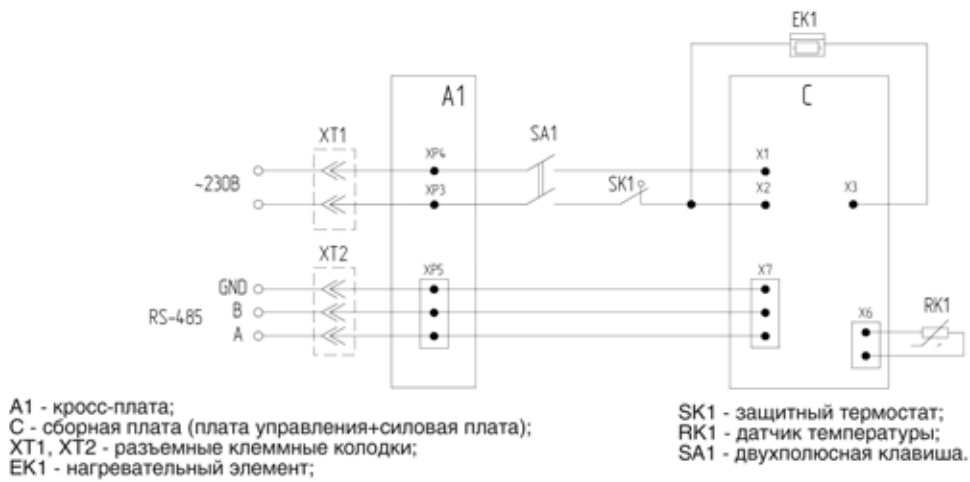 EK1
A1
C
XT1
SA1
XP4
X1
~230В
XP3
SK1
X2
X3
XT2
XP5
X7
GND
RS-485
B
A
X6
RK1
A1 - кросс-плата;
C - сборная плата (плата управления+силовая плата);
XT1, XT2 - разъемные клеммные колодки;
EK1 - нагревательный элемент;
SK1 - защитный термостат;
RK1 - датчик температуры;
SA1 - двухполюсная клавиша.